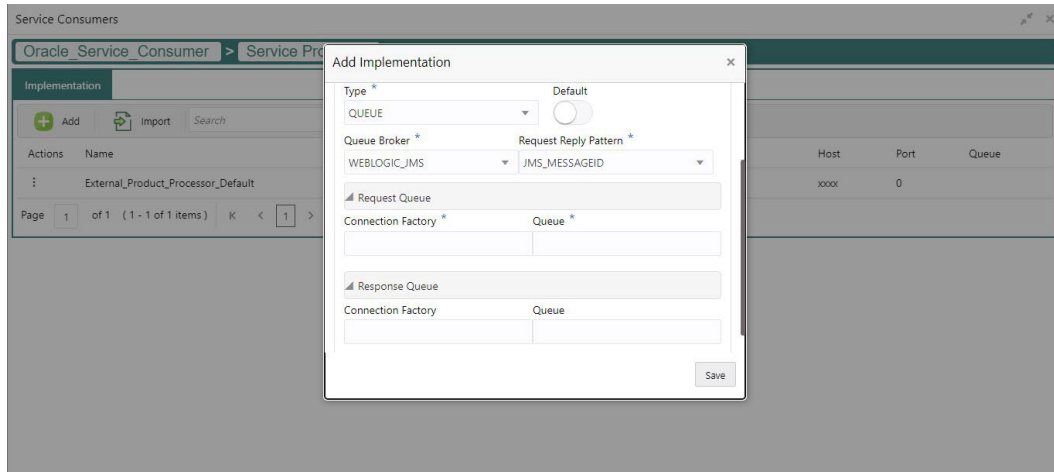 Service Consumers
Oracle_Service_Consumer > Service Pro
Implementation
Add Import Search
Actions Name Host Port Queue
External_Product_Processor_Default xxxx 0
Page 1 of 1 (1 - 1 of 1 items) K < 1 >
Add Implementation ×
Type * Default
QUEUE
Queue Broker * Request Reply Pattern *
WEBLOGIC_JMS JMS_MESSAGEID
Request Queue
Connection Factory * Queue *
Response Queue
Connection Factory Queue
Save